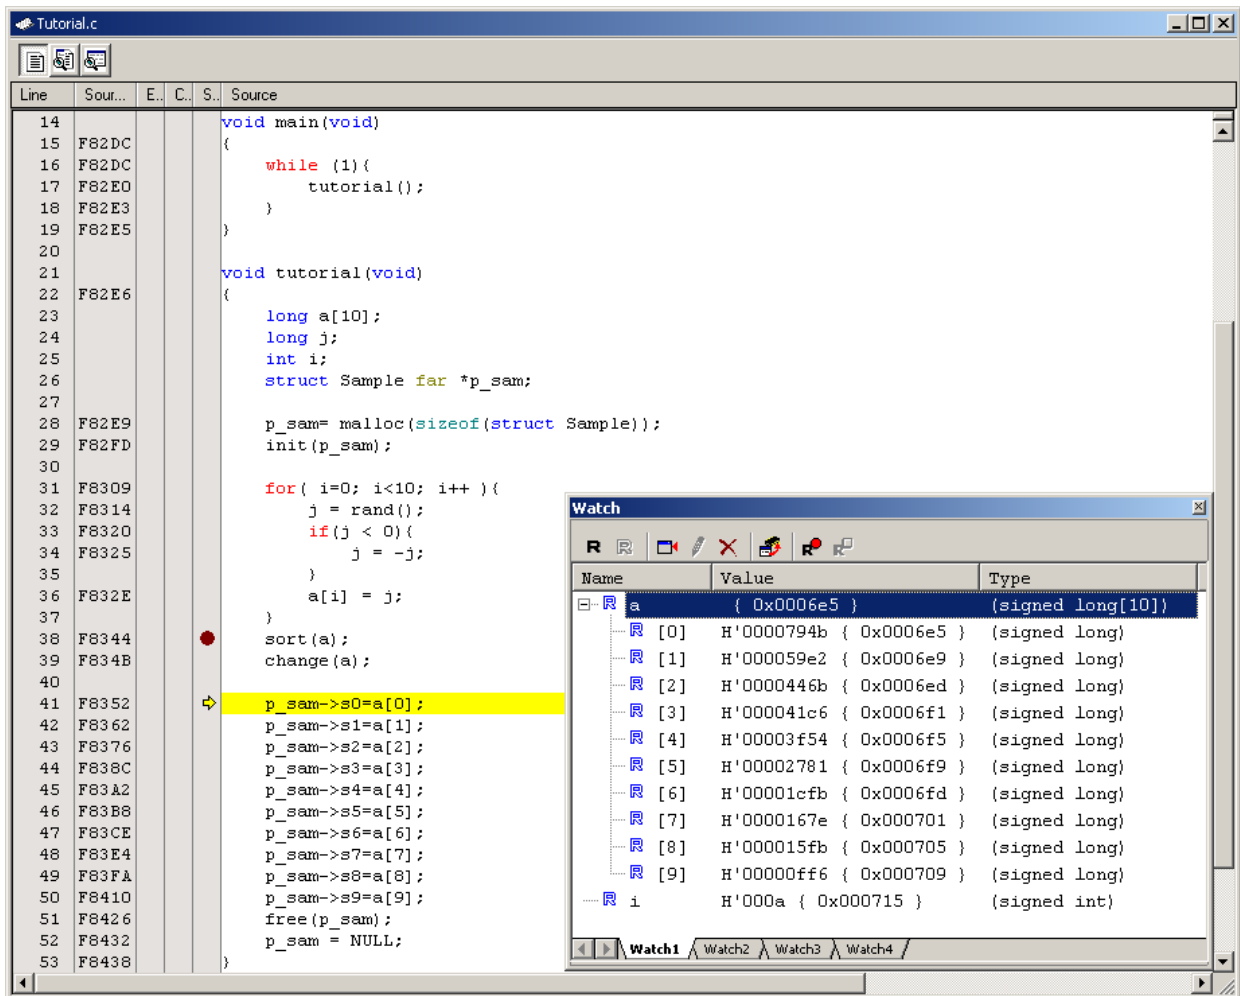 Tutorial.c
Line Sour... E.. C.. S.. Source
14 void main(void)
15 F82DC {
16 F82DC while (1){
17 F82E0 tutorial();
18 F82E3 }
19 F82E5 }
20
21 void tutorial(void)
22 F82E6 {
23 long a[10];
24 long j;
25 int i;
26 struct Sample far *p_sam;
27
28 F82E9 p_sam= malloc(sizeof(struct Sample));
29 F82FD init(p_sam);
30
31 F8309 for( i=0; i<10; i++ ){
32 F8314 j = rand();
33 F8320 if(j < 0){
34 F8325 j = -j;
35 }
36 F832E a[i] = j;
37 }
38 F8344 sort(a);
39 F834B change(a);
40
41 F8352 p_sam->s0=a[0];
42 F8362 p_sam->s1=a[1];
43 F8376 p_sam->s2=a[2];
44 F838C p_sam->s3=a[3];
45 F83A2 p_sam->s4=a[4];
46 F83B8 p_sam->s5=a[5];
47 F83CE p_sam->s6=a[6];
48 F83E4 p_sam->s7=a[7];
49 F83FA p_sam->s8=a[8];
50 F8410 p_sam->s9=a[9];
51 F8426 free(p_sam);
52 F8432 p_sam = NULL;
53 F8438 }
Watch
R R R R
Name Value Type
R a { 0x0006e5 } (signed long[10])
R [0] H'0000794b { 0x0006e5 } (signed long)
R [1] H'000059e2 { 0x0006e9 } (signed long)
R [2] H'0000446b { 0x0006ed } (signed long)
R [3] H'000041c6 { 0x0006f1 } (signed long)
R [4] H'00003f54 { 0x0006f5 } (signed long)
R [5] H'00002781 { 0x0006f9 } (signed long)
R [6] H'00001cfb { 0x0006fd } (signed long)
R [7] H'0000167e { 0x000701 } (signed long)
R [8] H'000015fb { 0x000705 } (signed long)
R [9] H'00000ff6 { 0x000709 } (signed long)
R i H'000a { 0x000715 } (signed int)
Watch1 Watch2 Watch3 Watch4